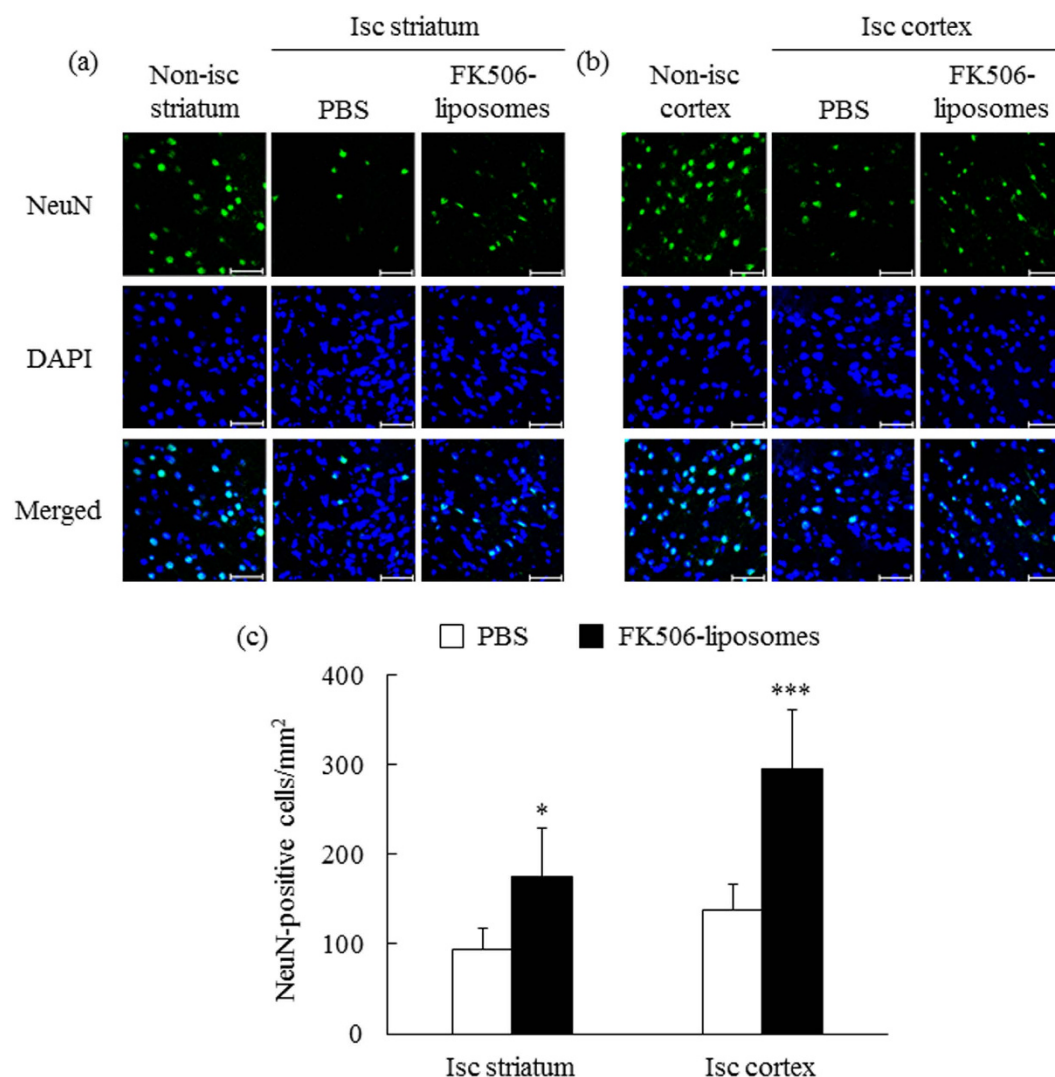 Isc striatum
Isc cortex
(a)
(b)
Non-isc
striatum
PBS
FK506-
liposomes
Non-isc
cortex
PBS
FK506-
liposomes
NeuN
DAPI
Merged
(c)
PBS
FK506-liposomes
NeuN-positive cells/mm²
400
300
200
100
0
*
***
Isc striatum
Isc cortex